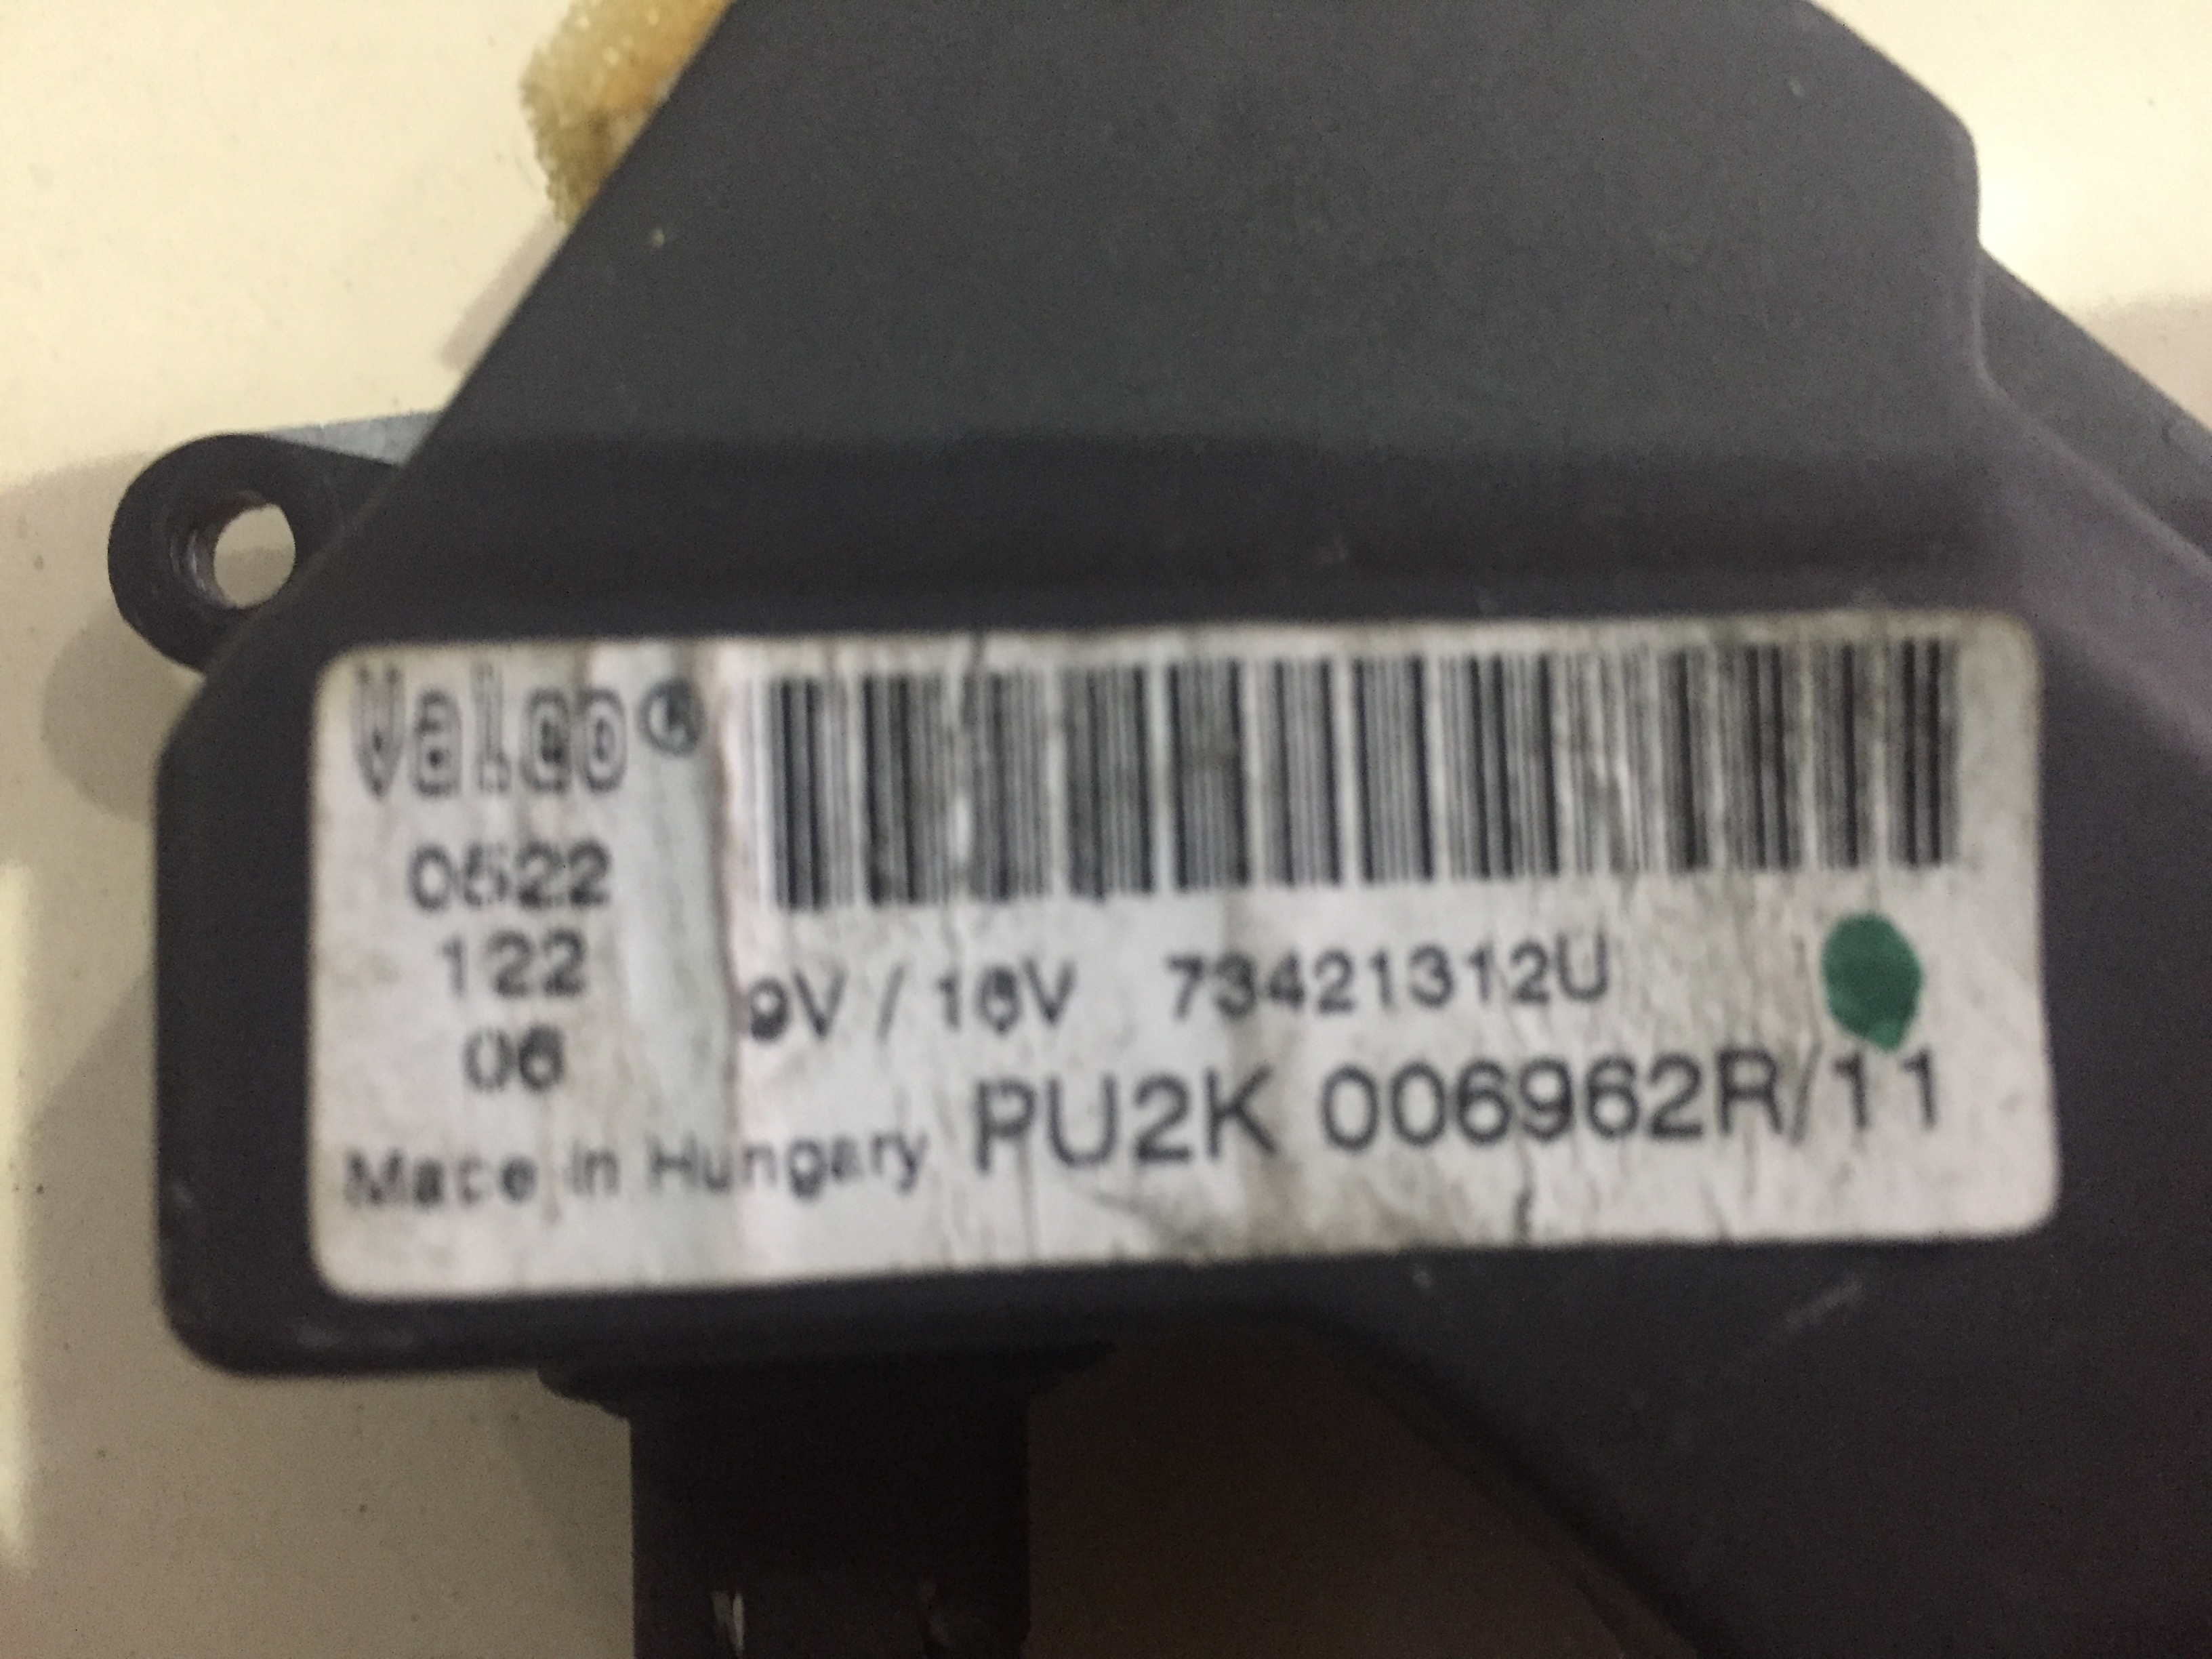 Valeo®
0522
122
06
9V / 16V 73421312U
PU2K 006962R/11
Made in Hungary